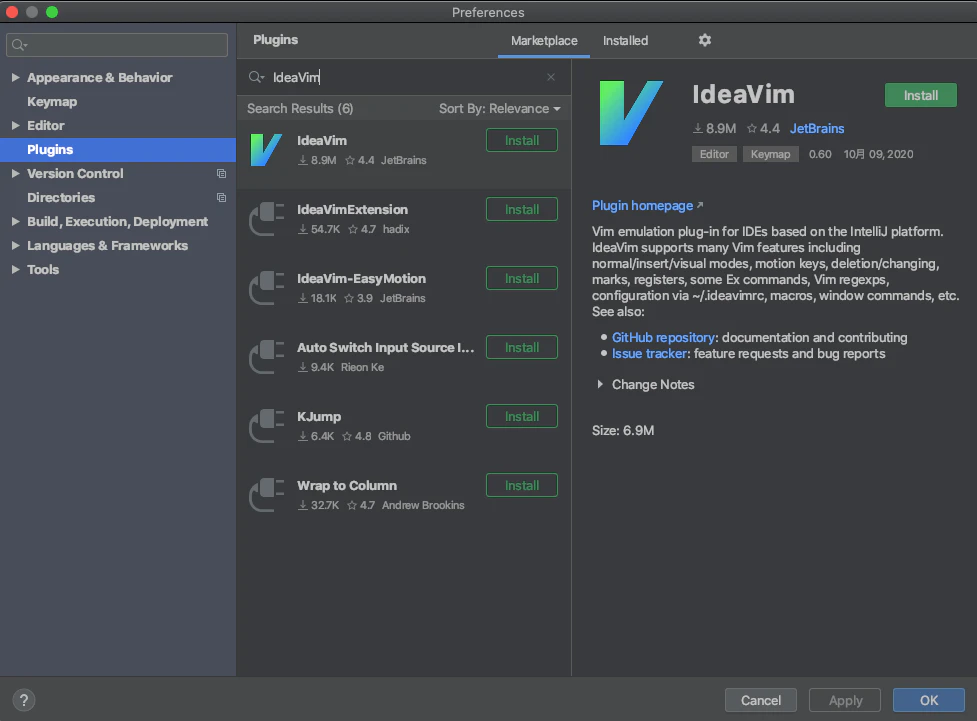 Preferences
Appearance & Behavior
Keymap
Editor
Plugins
Version Control
Directories
Build, Execution, Deployment
Languages & Frameworks
Tools
Plugins
Marketplace
Installed
IdeaVim
Search Results (6)
Sort By: Relevance
IdeaVim
8.9M 4.4 JetBrains
Install
IdeaVimExtension
54.7K 4.7 hadix
Install
IdeaVim-EasyMotion
18.1K 3.9 JetBrains
Install
Auto Switch Input Source I...
9.4K Rieon Ke
Install
KJump
6.4K 4.8 Github
Install
Wrap to Column
32.7K 4.7 Andrew Brookins
Install
IdeaVim
Install
8.9M 4.4 JetBrains
Editor Keymap 0.60 10月 09, 2020
Plugin homepage
Vim emulation plug-in for IDEs based on the IntelliJ platform.
IdeaVim supports many Vim features including
normal/insert/visual modes, motion keys, deletion/changing,
marks, registers, some Ex commands, Vim regexps,
configuration via ~/.ideavimrc, macros, window commands, etc.
See also:
GitHub repository: documentation and contributing
Issue tracker: feature requests and bug reports
Change Notes
Size: 6.9M
?
Cancel
Apply
OK